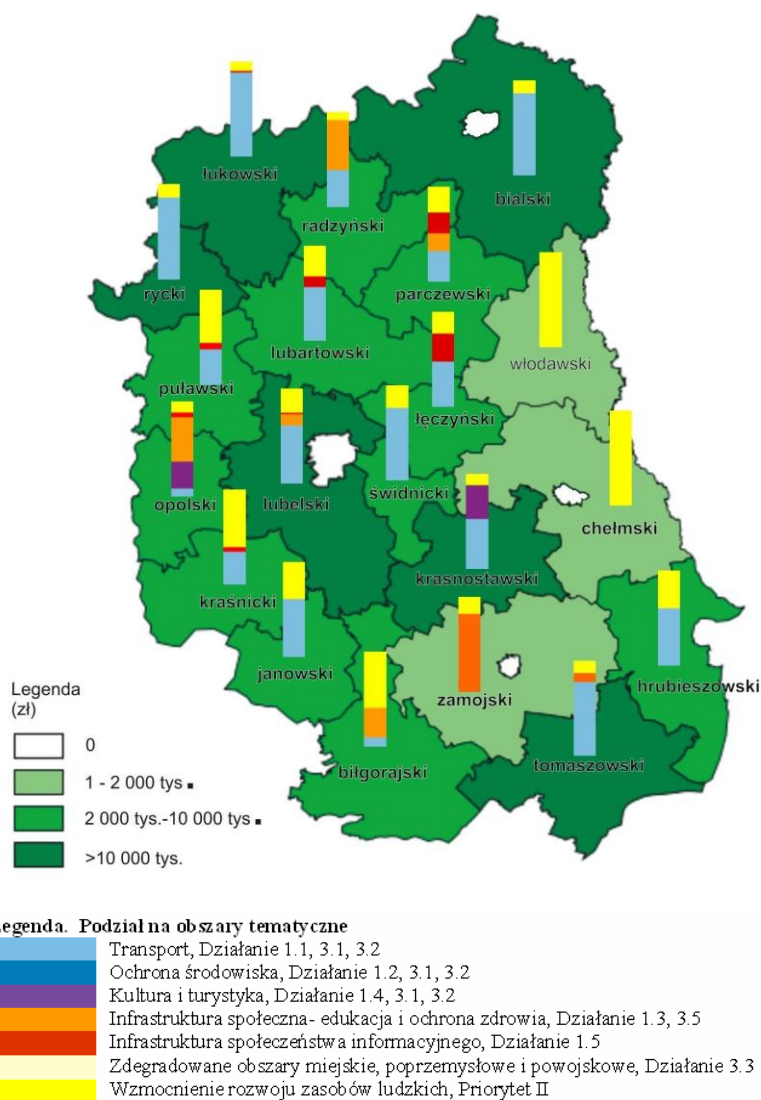 łukowski
bialski
radzyński
rycki
parczewski
lubartowski
włodawski
puławski
łęczyński
opolski
lubelski
świdnicki
chełmski
krasnostawski
kraśnicki
janowski
zamojski
hrubieszowski
tomaszowski
biłgorajski
Legenda
(zł)
0
1 - 2 000 tys.
2 000 tys.-10 000 tys.
>10 000 tys.
egenda. Podział na obszary tematyczne
Transport, Działanie 1.1, 3.1, 3.2
Ochrona środowiska, Działanie 1.2, 3.1, 3.2
Kultura i turystyka, Działanie 1.4, 3.1, 3.2
Infrastruktura społeczna- edukacja i ochrona zdrowia, Działanie 1.3, 3.5
Infrastruktura społeczeństwa informacyjnego, Działanie 1.5
Zdegradowane obszary miejskie, poprzemysłowe i powojskowe, Działanie 3.3
Wzmocnienie rozwoju zasobów ludzkich, Priorytet II